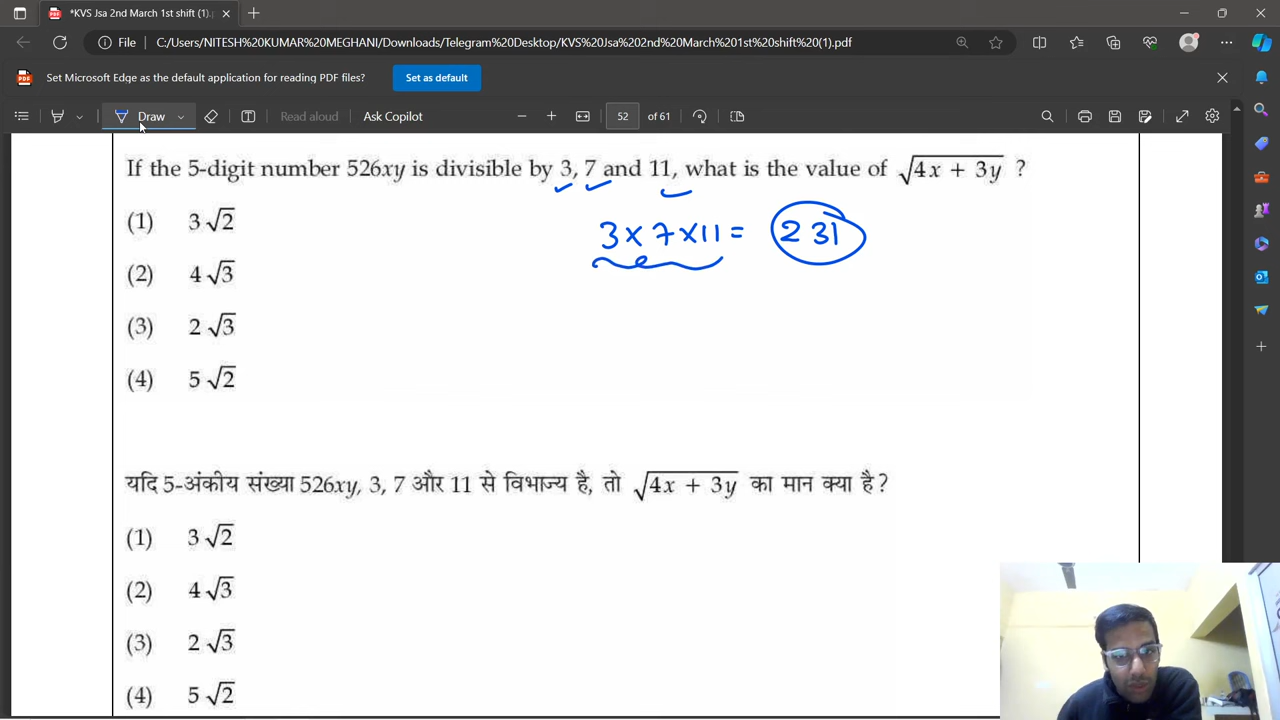 *KVS Jsa 2nd March 1st shift (1).p
File C:/Users/NITESH%20KUMAR%20MEGHANI/Downloads/Telegram%20Desktop/KVS%20Jsa%202nd%20March%201st%20shift%20(1).pdf
Set Microsoft Edge as the default application for reading PDF files? Set as default
Draw Read aloud Ask Copilot 52 of 61
If the 5-digit number 526xy is divisible by 3, 7 and 11, what is the value of √4x + 3y ?
(1) 3√2
3 x 7 x 11 = 231
(2) 4√3
(3) 2√3
(4) 5√2
यदि 5-अंकीय संख्या 526xy, 3, 7 और 11 से विभाज्य है, तो √4x + 3y का मान क्या है?
(1) 3√2
(2) 4√3
(3) 2√3
(4) 5√2